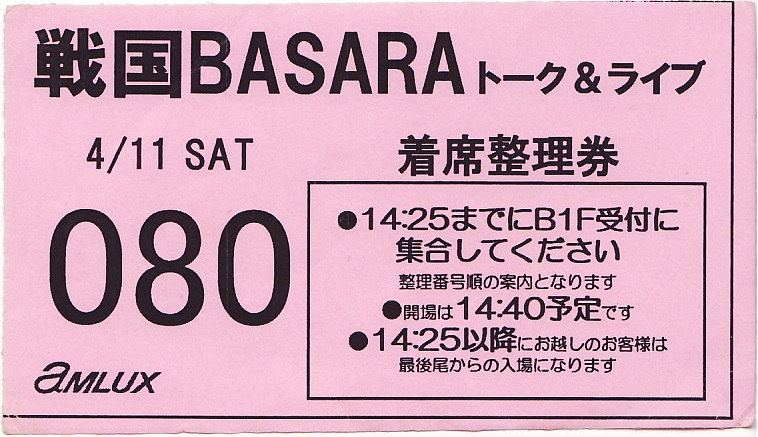 戦国BASARAトーク＆ライブ
4/11 SAT
着席整理券
080
●14:25までにB1F受付に
集合してください
整理番号順の案内となります
●開場は14:40予定です
●14:25以降にお越しのお客様は
最後尾からの入場になります
aMLUX